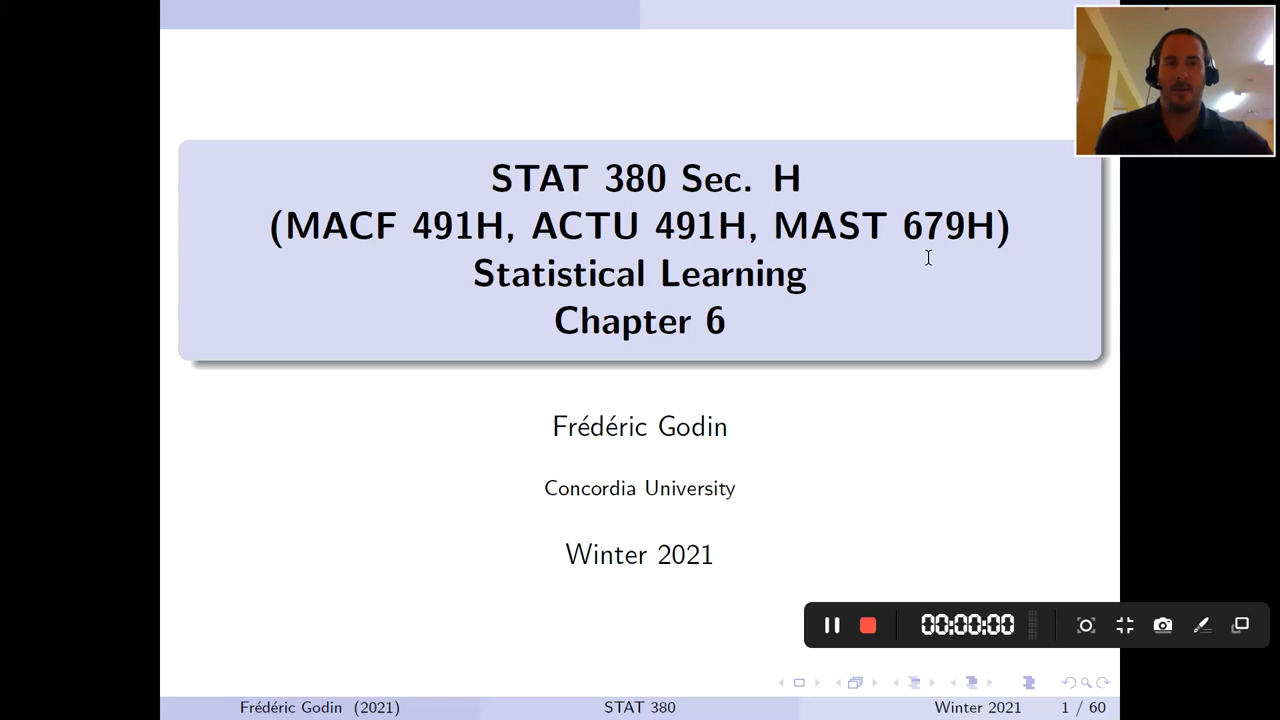 STAT 380 Sec. H
(MACF 491H, ACTU 491H, MAST 679H)
Statistical Learning
Chapter 6
Frédéric Godin
Concordia University
Winter 2021
00:00:00
Frédéric Godin (2021) STAT 380 Winter 2021 1 / 60